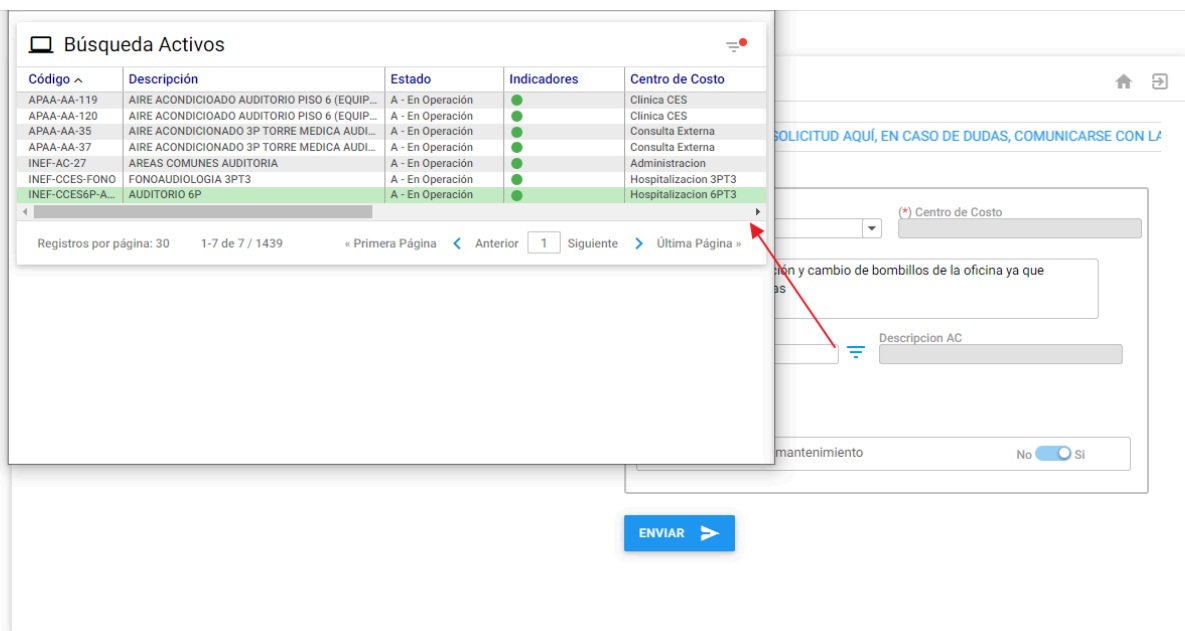 Búsqueda Activos
Código Descripción Estado Indicadores Centro de Costo
APAA-AA-119 AIRE ACONDICIOADO AUDITORIO PISO 6 (EQUIP... A - En Operación Clinica CES
APAA-AA-120 AIRE ACONDICIOADO AUDITORIO PISO 6 (EQUIP... A - En Operación Clinica CES
APAA-AA-35 AIRE ACONDICIONADO 3P TORRE MEDICA AUDI... A - En Operación Consulta Externa
APAA-AA-37 AIRE ACONDICIONADO 3P TORRE MEDICA AUDI... A - En Operación Consulta Externa
INEF-AC-27 AREAS COMUNES AUDITORIA A - En Operación Administracion
INEF-CCES-FONO FONOAUDIOLOGIA 3PT3 A - En Operación Hospitalizacion 3PT3
INEF-CCES6P-A... AUDITORIO 6P A - En Operación Hospitalizacion 6PT3
Registros por página: 30 1-7 de 7 / 1439 « Primera Página Anterior 1 Siguiente Última Página »
SOLICITUD AQUÍ, EN CASO DE DUDAS, COMUNICARSE CON LA
(*) Centro de Costo
ción y cambio de bombillos de la oficina ya que
as
Descripcion AC
mantenimiento No Si
ENVIAR